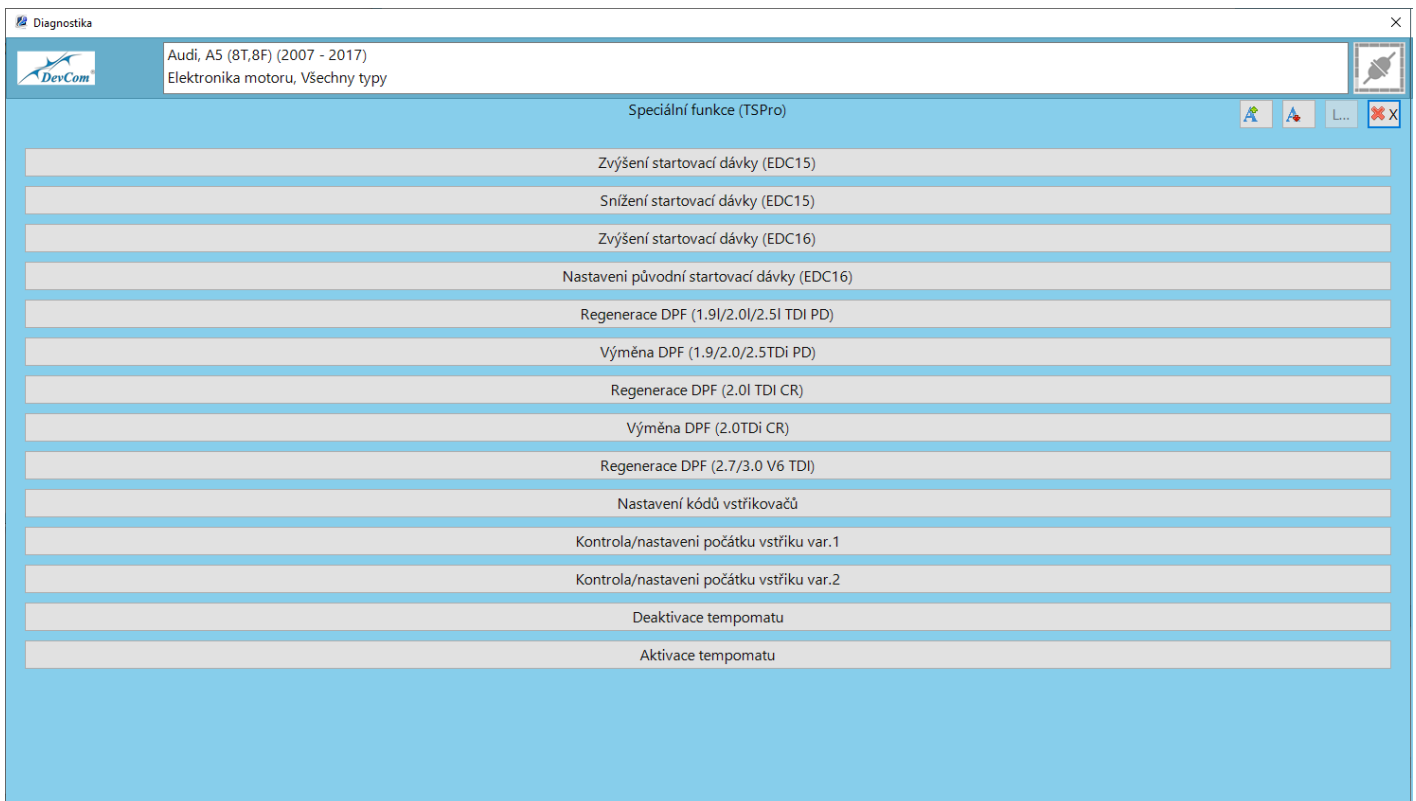 Diagnostika
DevCom
Audi, A5 (8T,8F) (2007 - 2017)
Elektronika motoru, Všechny typy
Speciální funkce (TSPro)
A
A
L...
X
Zvýšení startovací dávky (EDC15)
Snížení startovací dávky (EDC15)
Zvýšení startovací dávky (EDC16)
Nastaveni původní startovací dávky (EDC16)
Regenerace DPF (1.9l/2.0l/2.5l TDI PD)
Výměna DPF (1.9/2.0/2.5TDi PD)
Regenerace DPF (2.0l TDI CR)
Výměna DPF (2.0TDi CR)
Regenerace DPF (2.7/3.0 V6 TDI)
Nastavení kódů vstřikovačů
Kontrola/nastaveni počátku vstřiku var.1
Kontrola/nastaveni počátku vstřiku var.2
Deaktivace tempomatu
Aktivace tempomatu